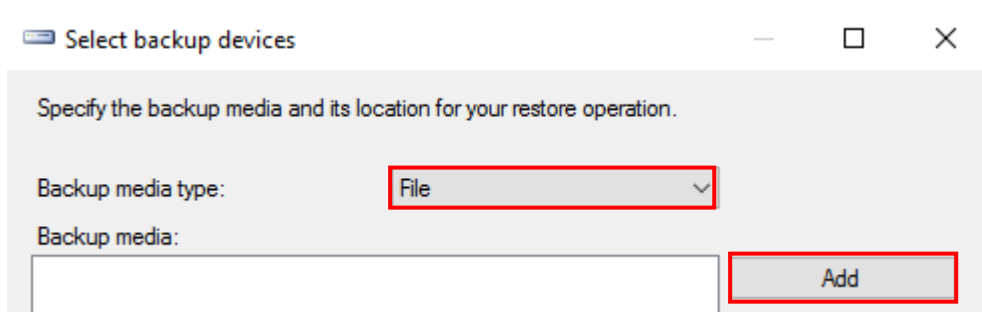 Select backup devices
Specify the backup media and its location for your restore operation.
Backup media type: File
Backup media:
Add